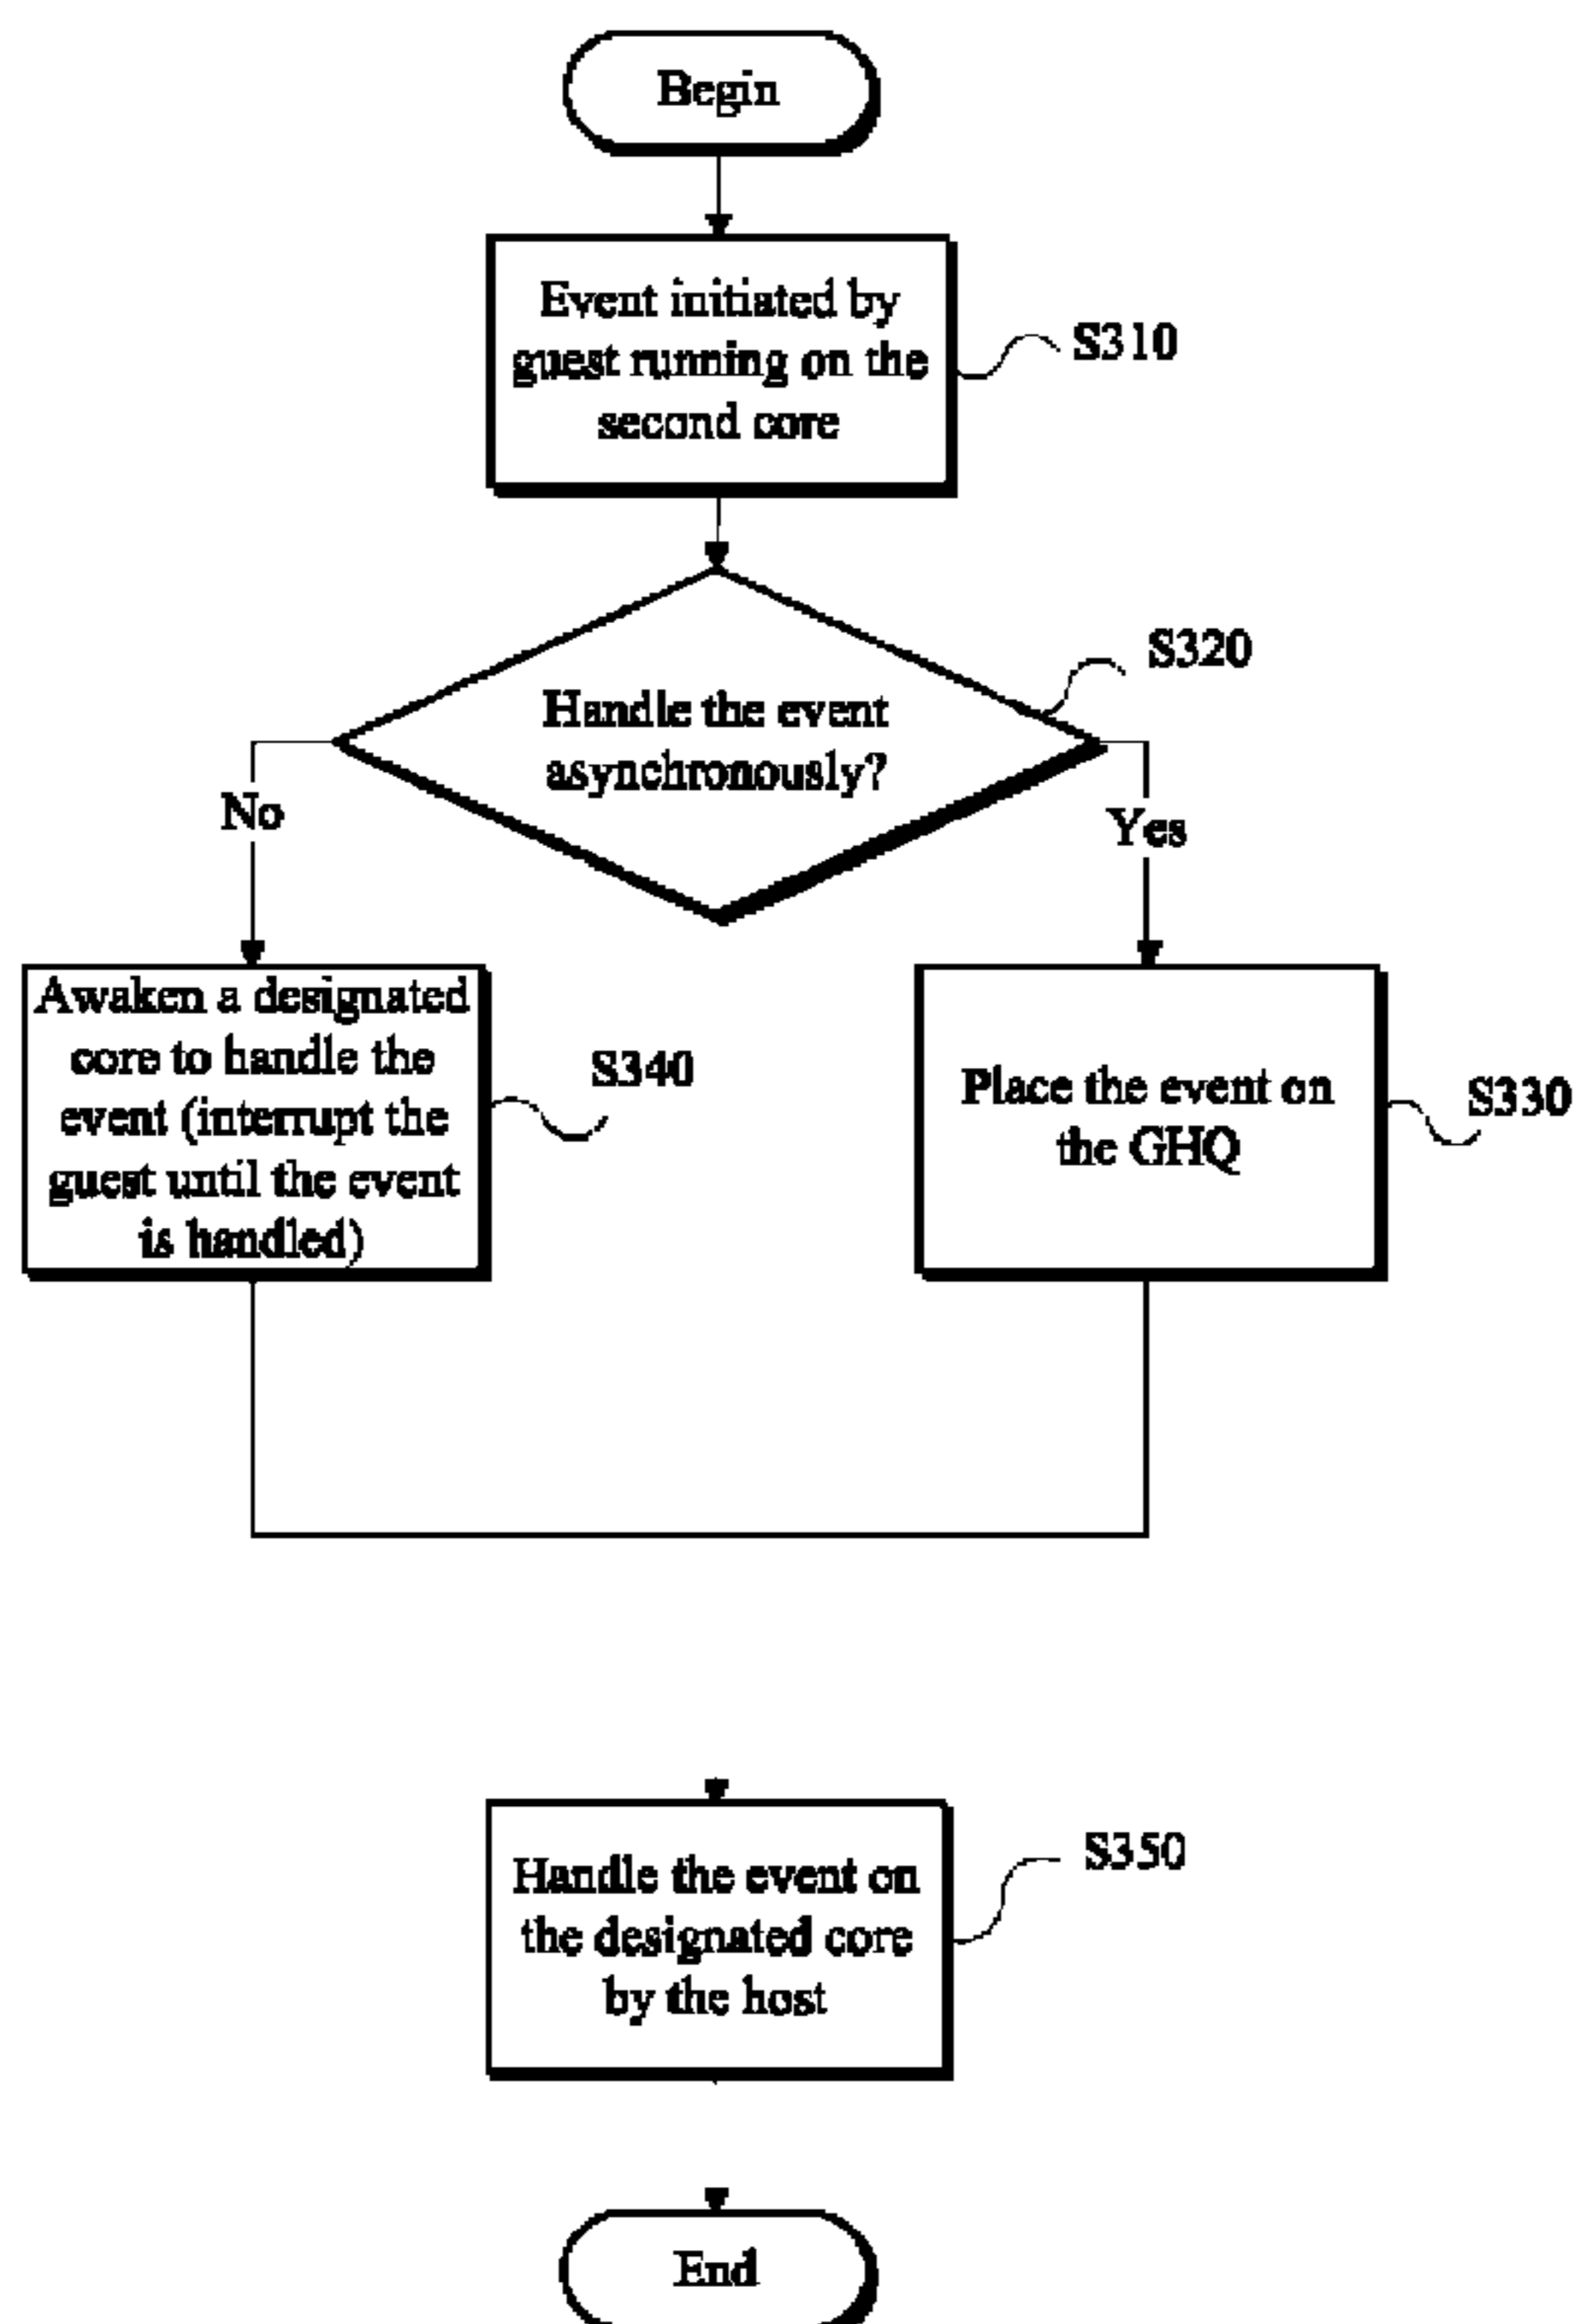 Begin
Event initiated by
guest running on the
second core
S310
S320
Handle the event
asynchronously?
No
Yes
Awaken a designated
core to handle the
event (interrupt the
guest until the event
is handled)
S340
Place the event on
the GHQ
S330
Handle the event on
the designated core
by the host
S350
End